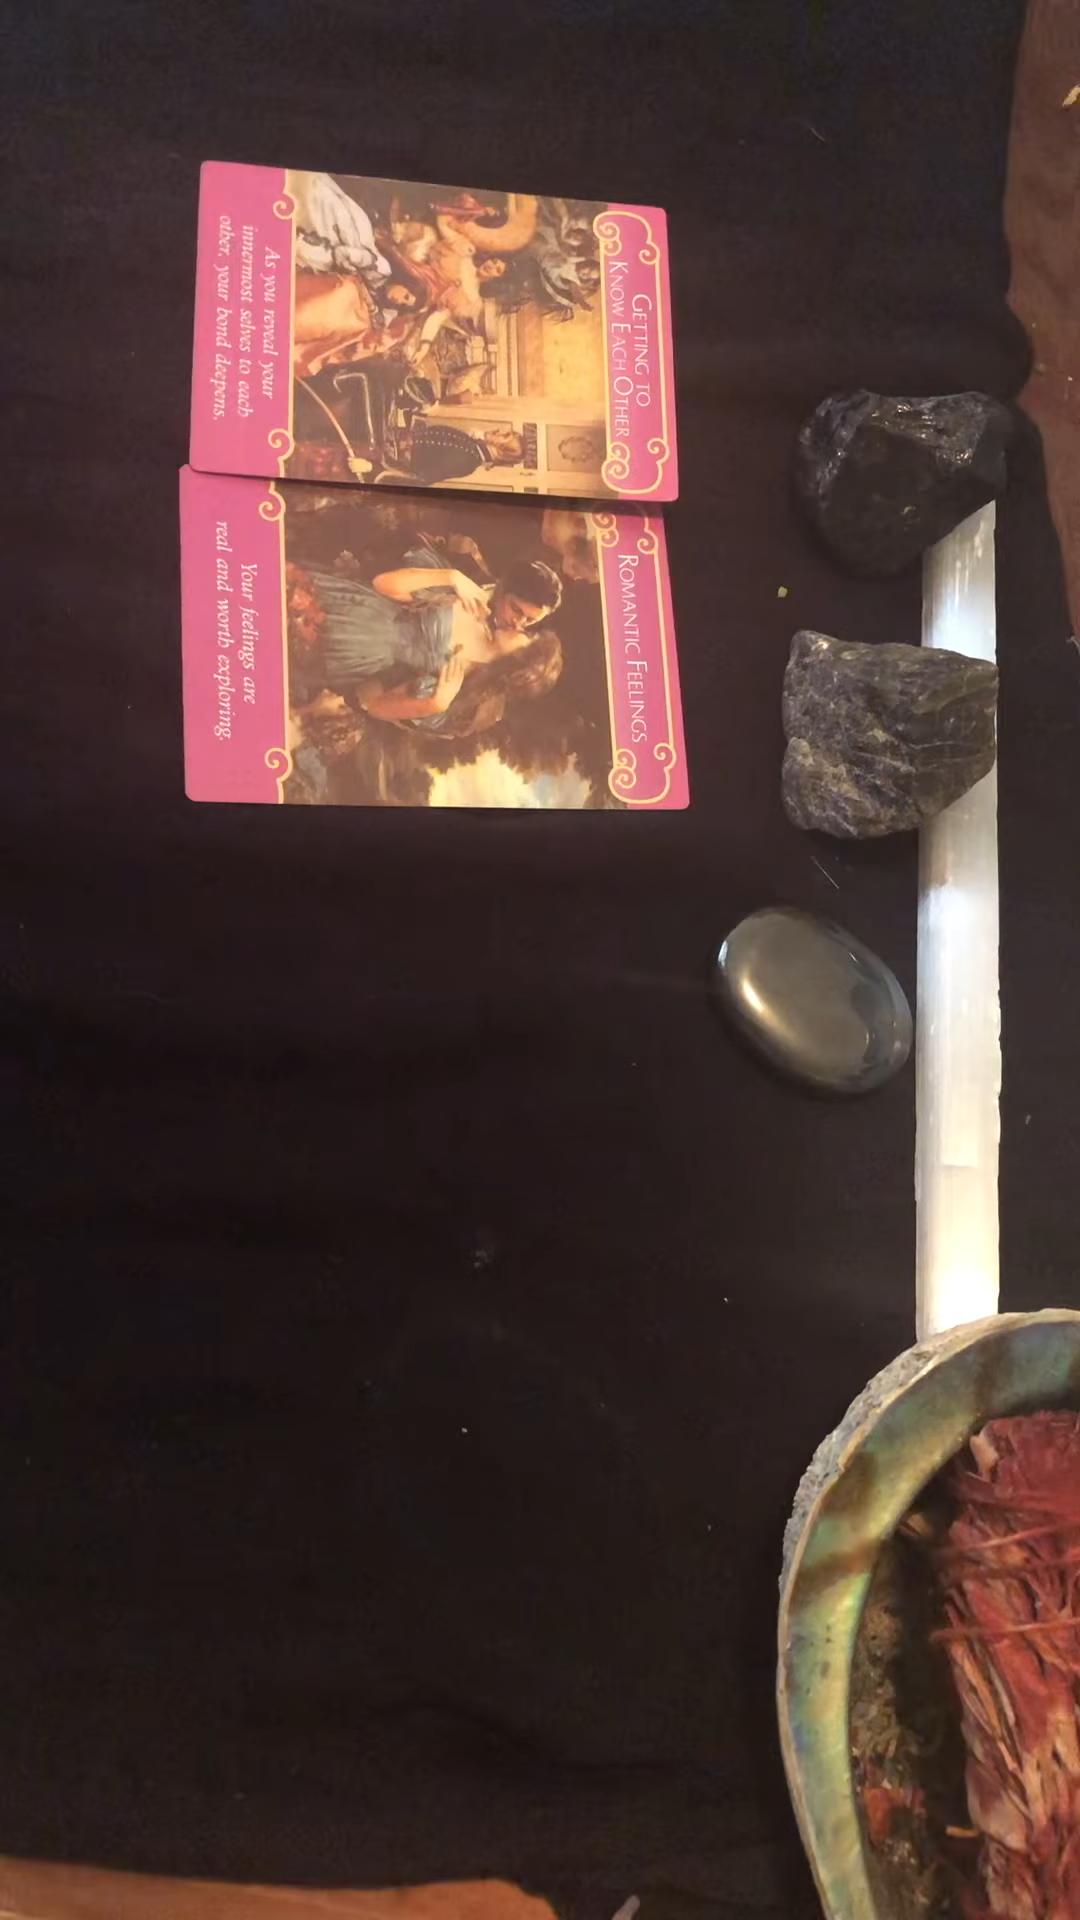 GETTING TO
KNOW EACH OTHER
As you reveal your
innermost selves to each
other, your bond deepens.
ROMANTIC FEELINGS
Your feelings are
real and worth exploring.